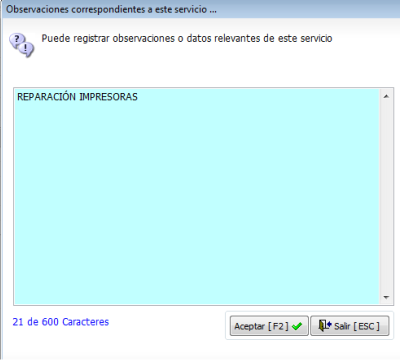 Observaciones correspondientes a este servicio ...
Puede registrar observaciones o datos relevantes de este servicio
REPARACIÓN IMPRESORAS
21 de 600 Caracteres
Aceptar [ F2 ]
Salir [ ESC ]